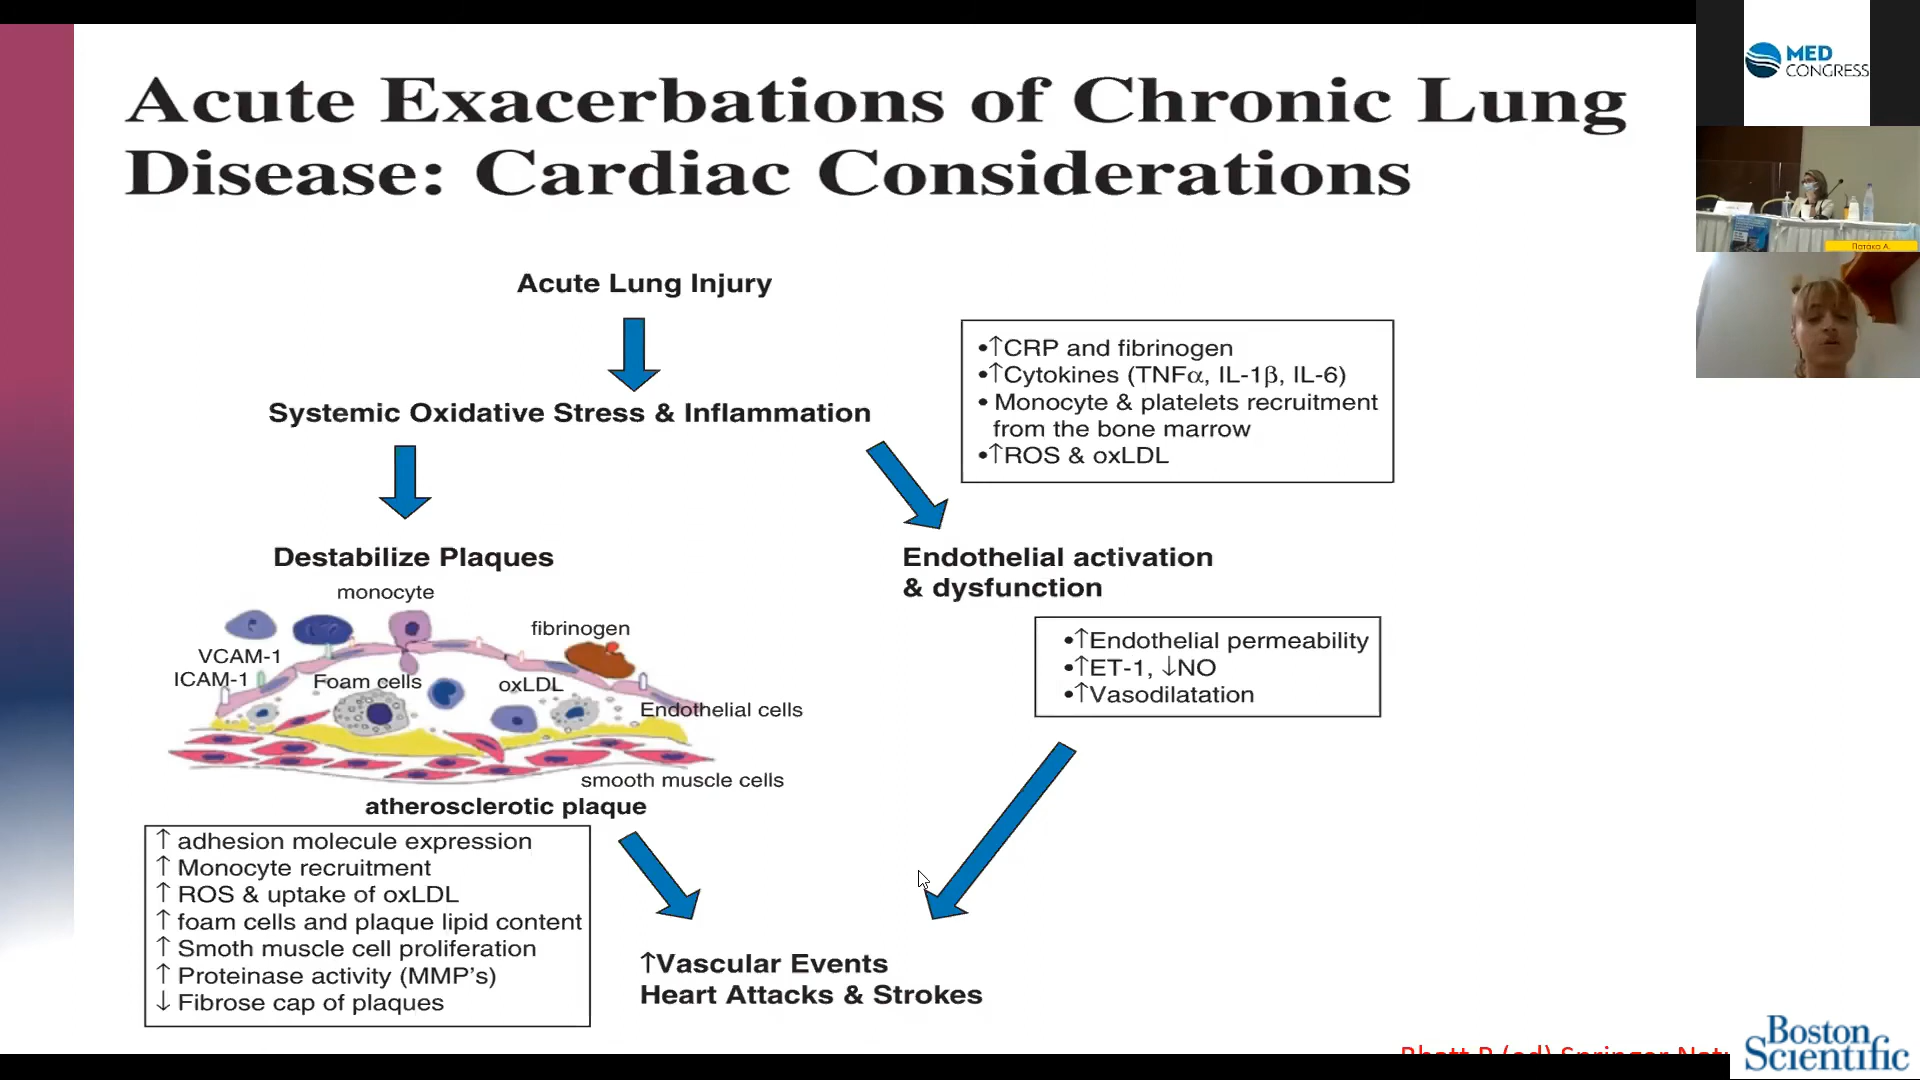 Acute Exacerbations of Chronic Lung
Disease: Cardiac Considerations
MED
CONGRESS
Πατάκα Α.
Acute Lung Injury
•↑CRP and fibrinogen
•↑Cytokines (TNFα, IL-1β, IL-6)
• Monocyte & platelets recruitment
from the bone marrow
•↑ROS & oxLDL
Systemic Oxidative Stress & Inflammation
Destabilize Plaques
Endothelial activation
& dysfunction
monocyte
fibrinogen
VCAM-1
ICAM-1
Foam cells
oxLDL
Endothelial cells
smooth muscle cells
atherosclerotic plaque
•↑Endothelial permeability
•↑ET-1, ↓NO
•↑Vasodilatation
↑ adhesion molecule expression
↑ Monocyte recruitment
↑ ROS & uptake of oxLDL
↑ foam cells and plaque lipid content
↑ Smoth muscle cell proliferation
↑ Proteinase activity (MMP's)
↓ Fibrose cap of plaques
↑Vascular Events
Heart Attacks & Strokes
Bhatt P (ed) Springer
Boston
Scientific